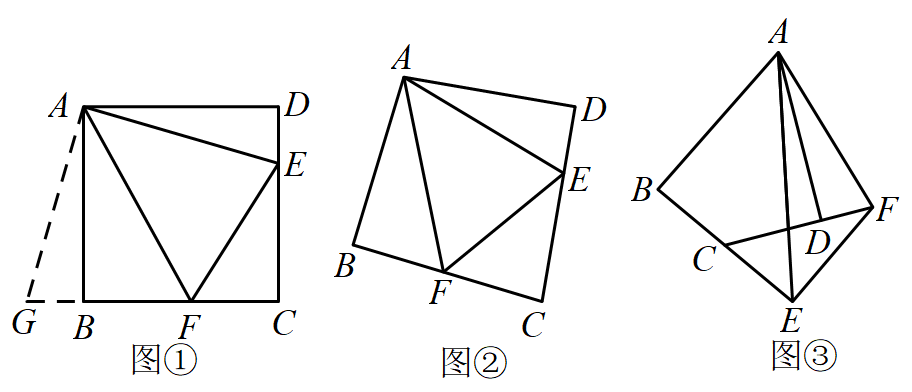 A D E G B F C
图①
A D E B F C
图②
A B C D F E
图③